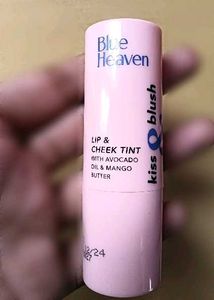 Blue
Heaven
LIP &
CHEEK TINT
WITH AVOCADO
OIL & MANGO
BUTTER
kiss & blush